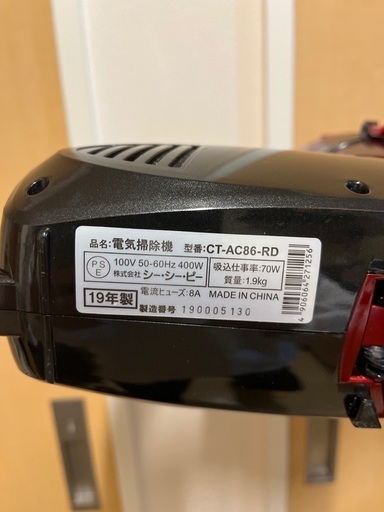 品名:電気掃除機 型番:CT-AC86-RD
PSE 100V 50-60Hz 400W 吸込仕事率:70W
株式会社 シー・シー・ピー 質量:1.9kg
19年製 電流ヒューズ:8A MADE IN CHINA
製造番号 190005130
4906064271256